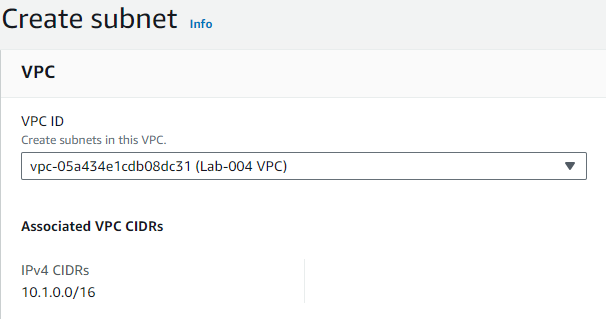 Create subnet Info
VPC
VPC ID
Create subnets in this VPC.
vpc-05a434e1cdb08dc31 (Lab-004 VPC)
Associated VPC CIDRs
IPv4 CIDRs
10.1.0.0/16